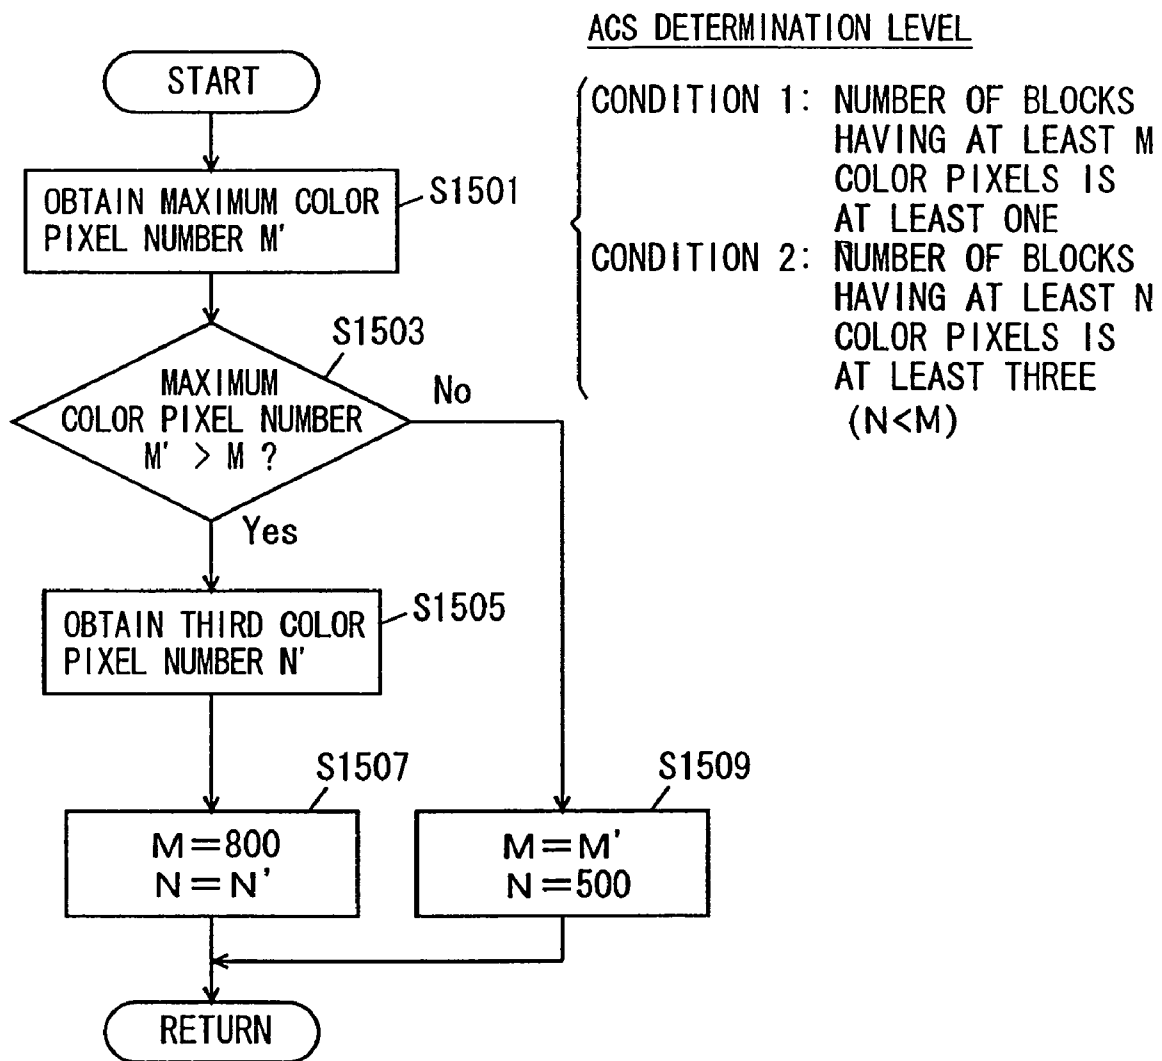 ACS DETERMINATION LEVEL
START
CONDITION 1: NUMBER OF BLOCKS
HAVING AT LEAST M
COLOR PIXELS IS
AT LEAST ONE
CONDITION 2: NUMBER OF BLOCKS
HAVING AT LEAST N
COLOR PIXELS IS
AT LEAST THREE
(N<M)
OBTAIN MAXIMUM COLOR
PIXEL NUMBER M'
S1501
S1503
MAXIMUM
COLOR PIXEL NUMBER
M' > M ?
No
Yes
OBTAIN THIRD COLOR
PIXEL NUMBER N'
S1505
S1507
M=800
N=N'
S1509
M=M'
N=500
RETURN